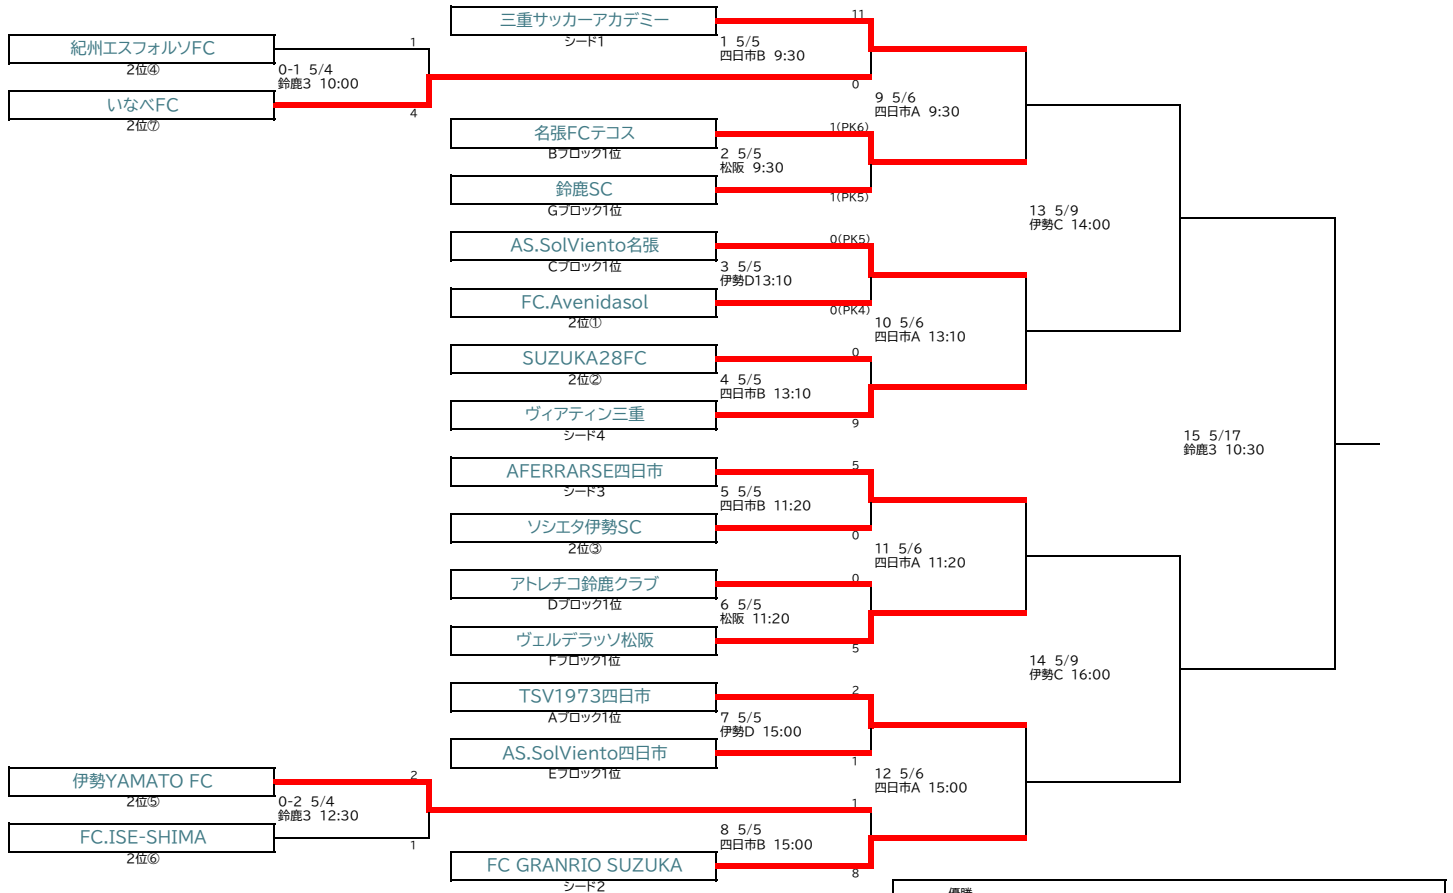 三重サッカーアカデミー
シード1
11
1 5/5
四日市B 9:30
紀州エスフォルソFC
2位④
1
0-1 5/4
鈴鹿3 10:00
いなべFC
2位⑦
4
0
9 5/6
四日市A 9:30
名張FCテコス
Bブロック1位
1(PK6)
2 5/5
松阪 9:30
鈴鹿SC
Gブロック1位
1(PK5)
13 5/9
伊勢C 14:00
AS.SolViento名張
Cブロック1位
0(PK5)
3 5/5
伊勢D13:10
FC.Avenidasol
2位①
0(PK4)
10 5/6
四日市A 13:10
SUZUKA28FC
2位②
0
4 5/5
四日市B 13:10
ヴィアティン三重
シード4
9
15 5/17
鈴鹿3 10:30
AFERRARSE四日市
シード3
5
5 5/5
四日市B 11:20
ソシエタ伊勢SC
2位③
0
11 5/6
四日市A 11:20
アトレチコ鈴鹿クラブ
Dブロック1位
0
6 5/5
松阪 11:20
ヴェルデラッソ松阪
Fブロック1位
5
14 5/9
伊勢C 16:00
TSV1973四日市
Aブロック1位
2
7 5/5
伊勢D 15:00
AS.SolViento四日市
Eブロック1位
1
12 5/6
四日市A 15:00
伊勢YAMATO FC
2位⑤
2
0-2 5/4
鈴鹿3 12:30
FC.ISE-SHIMA
2位⑥
1
1
8 5/5
四日市B 15:00
FC GRANRIO SUZUKA
シード2
8
優勝